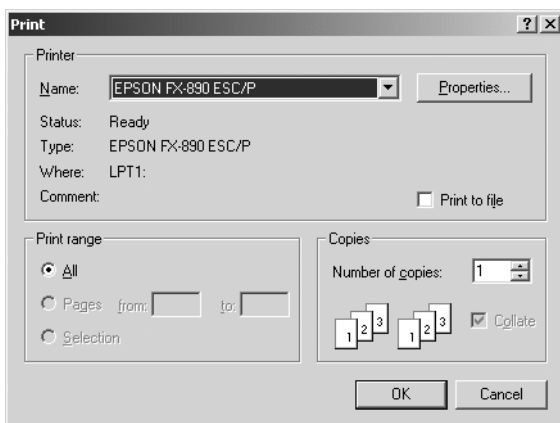 Print
Printer
Name: EPSON FX-890 ESC/P Properties...
Status: Ready
Type: EPSON FX-890 ESC/P
Where: LPT1:
Comment: Print to file
Print range
All
Pages from: to:
Selection
Copies
Number of copies: 1
1 2 3 1 2 3 Collate
OK Cancel